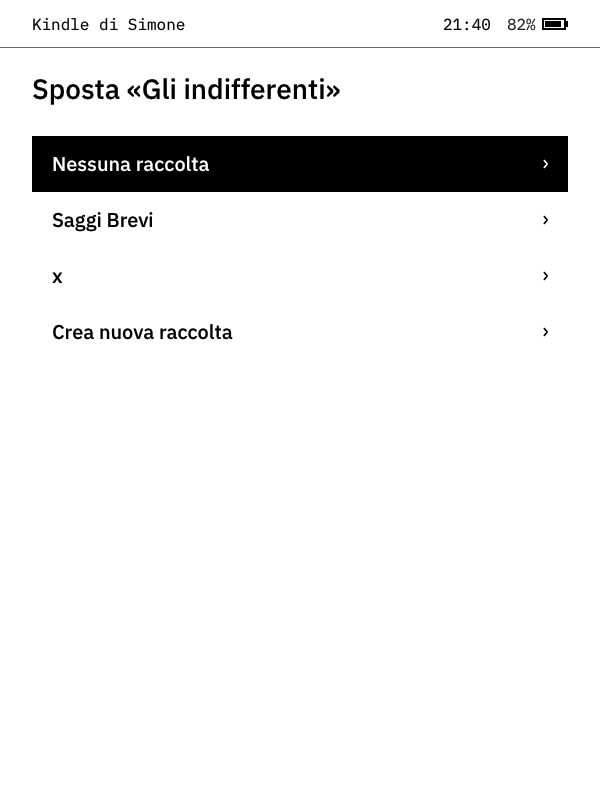 Kindle di Simone 21:40 82%
Sposta «Gli indifferenti»
Nessuna raccolta ›
Saggi Brevi ›
x ›
Crea nuova raccolta ›